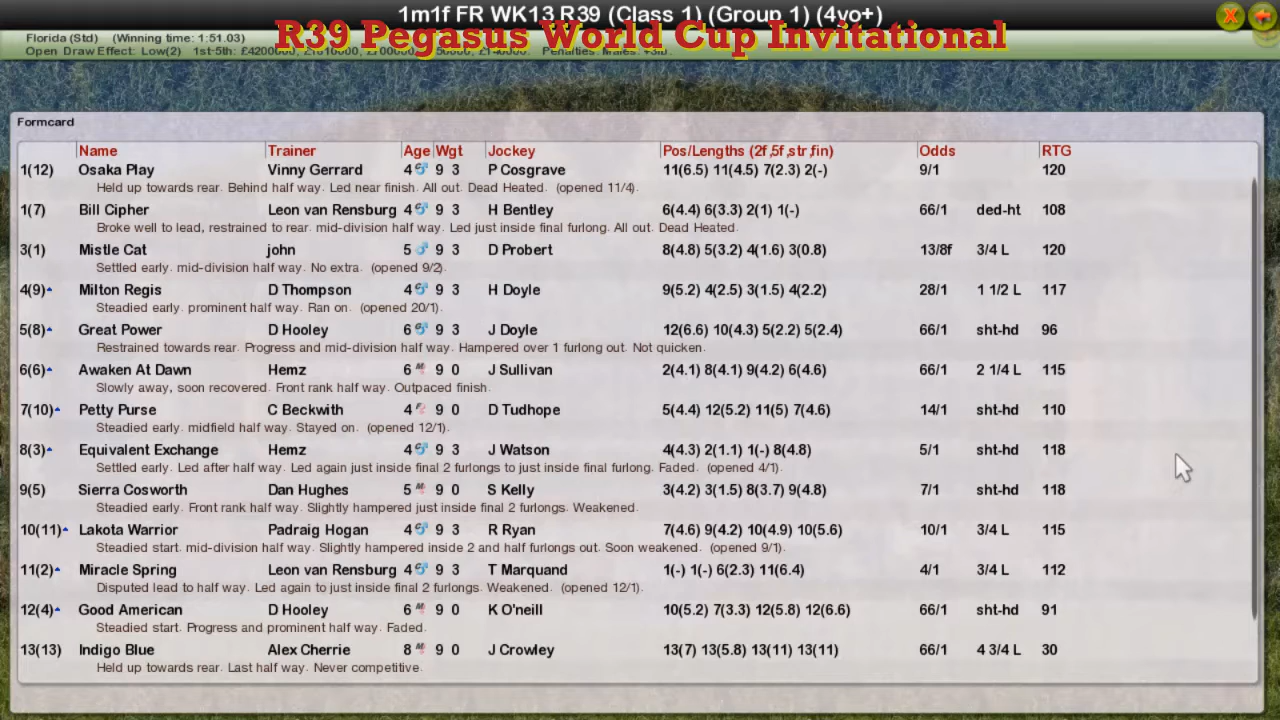 1m1f FR WK13 R39 (Class 1) (Group 1) (4yo+)
R39 Pegasus World Cup Invitational
Florida (Std) (Winning time: 1:51.03)
Open Draw Effect: Low(2) 1st-5th: Penalties: Males: +3lb.
Formcard
Name Trainer Age Wgt Jockey Pos/Lengths (2f,5f,str,fin) Odds RTG
1(12) Osaka Play Vinny Gerrard 4 9 3 P Cosgrave 11(6.5) 11(4.5) 7(2.3) 2(-) 9/1 120
Held up towards rear. Behind half way. Led near finish. All out. Dead Heated. (opened 11/4).
1(7) Bill Cipher Leon van Rensburg 4 9 3 H Bentley 6(4.4) 6(3.3) 2(1) 1(-) 66/1 ded-ht 108
Broke well to lead, restrained to rear. mid-division half way. Led just inside final furlong. All out. Dead Heated.
3(1) Mistle Cat john 5 9 3 D Probert 8(4.8) 5(3.2) 4(1.6) 3(0.8) 13/8f 3/4 L 120
Settled early. mid-division half way. No extra. (opened 9/2).
4(9) Milton Regis D Thompson 4 9 3 H Doyle 9(5.2) 4(2.5) 3(1.5) 4(2.2) 28/1 1 1/2 L 117
Steadied early. prominent half way. Ran on. (opened 20/1).
5(8) Great Power D Hooley 6 9 3 J Doyle 12(6.6) 10(4.3) 5(2.2) 5(2.4) 66/1 sht-hd 96
Restrained towards rear. Progress and mid-division half way. Hampered over 1 furlong out. Not quicken.
6(6) Awaken At Dawn Hemz 6 9 0 J Sullivan 2(4.1) 8(4.1) 9(4.2) 6(4.6) 66/1 2 1/4 L 115
Slowly away, soon recovered. Front rank half way. Outpaced finish.
7(10) Petty Purse C Beckwith 4 9 0 D Tudhope 5(4.4) 12(5.2) 11(5) 7(4.6) 14/1 sht-hd 110
Steadied early. midfield half way. Stayed on. (opened 12/1).
8(3) Equivalent Exchange Hemz 4 9 3 J Watson 4(4.3) 2(1.1) 1(-) 8(4.8) 5/1 sht-hd 118
Settled early. Led after half way. Led again just inside final 2 furlongs to just inside final furlong. Faded. (opened 4/1).
9(5) Sierra Cosworth Dan Hughes 5 9 0 S Kelly 3(4.2) 3(1.5) 8(3.7) 9(4.8) 7/1 sht-hd 118
Steadied early. Front rank half way. Slightly hampered just inside final 2 furlongs. Weakened.
10(11) Lakota Warrior Padraig Hogan 4 9 3 R Ryan 7(4.6) 9(4.2) 10(4.9) 10(5.6) 10/1 3/4 L 115
Steadied start. mid-division half way. Slightly hampered inside 2 and half furlongs out. Soon weakened. (opened 9/1).
11(2) Miracle Spring Leon van Rensburg 4 9 3 T Marquand 1(-) 1(-) 6(2.3) 11(6.4) 4/1 3/4 L 112
Disputed lead to half way. Led again to just inside final 2 furlongs. Weakened. (opened 12/1).
12(4) Good American D Hooley 6 9 0 K O'neill 10(5.2) 7(3.3) 12(5.8) 12(6.6) 66/1 sht-hd 91
Steadied start. Progress and prominent half way. Faded.
13(13) Indigo Blue Alex Cherrie 8 9 0 J Crowley 13(7) 13(5.8) 13(11) 13(11) 66/1 4 3/4 L 30
Held up towards rear. Last half way. Never competitive.